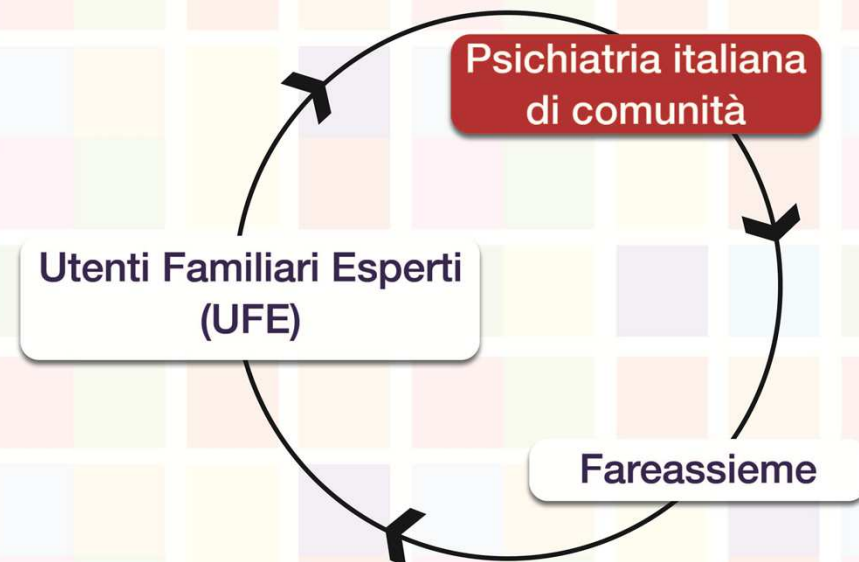 Psichiatria italiana
di comunità
Utenti Familiari Esperti
(UFE)
Fareassieme